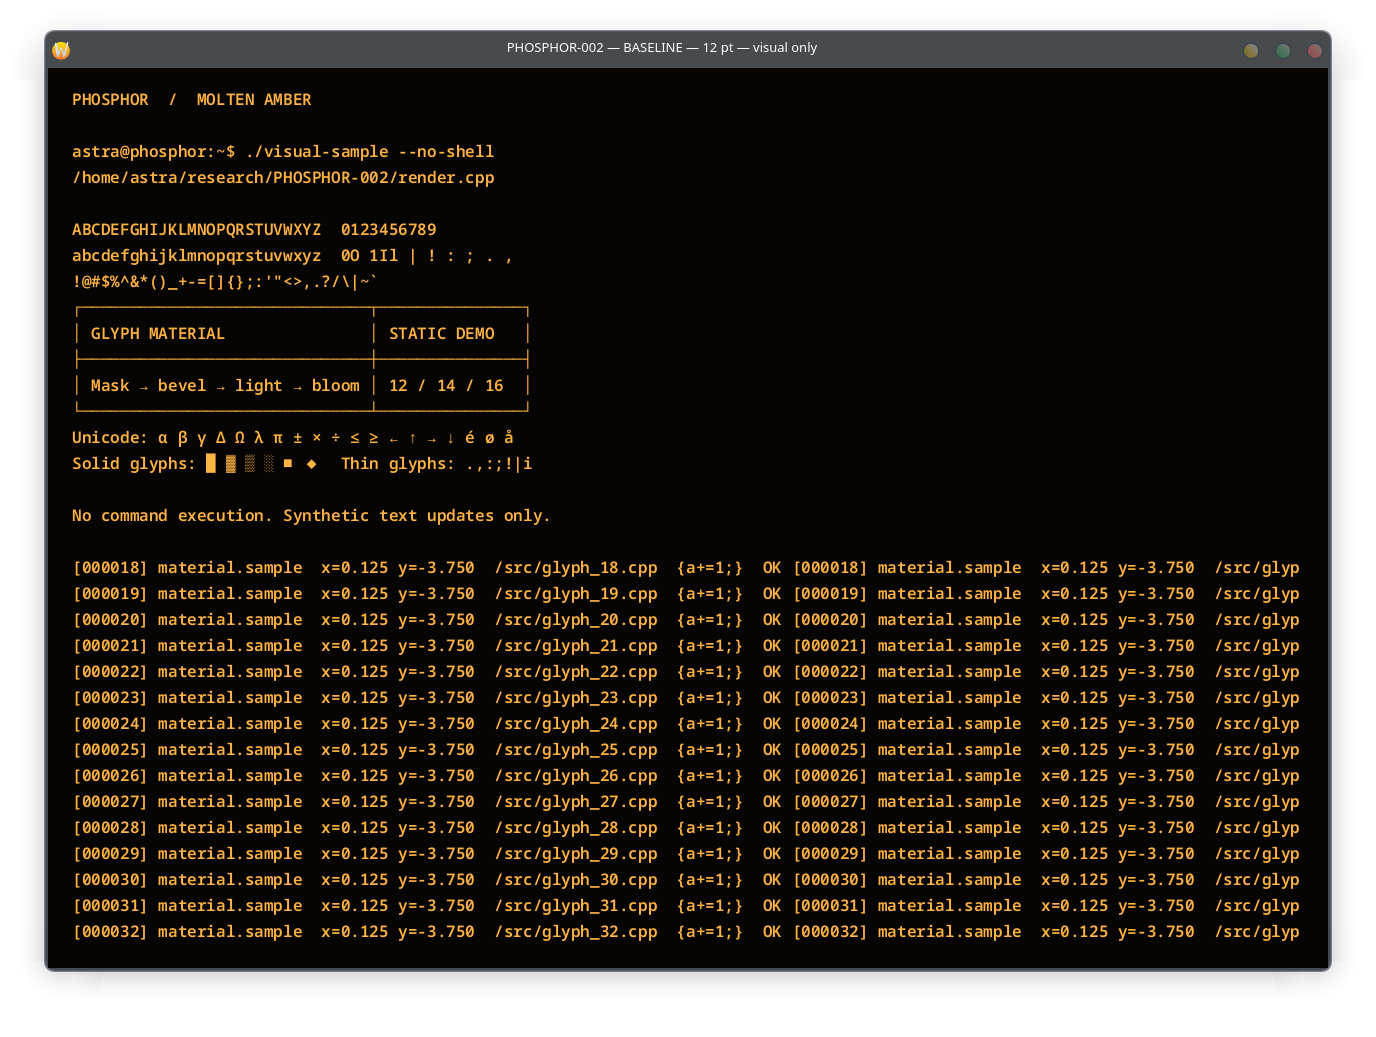 PHOSPHOR-002 — BASELINE — 12 pt — visual only
PHOSPHOR  /  MOLTEN AMBER
astra@phosphor:~$ ./visual-sample --no-shell
/home/astra/research/PHOSPHOR-002/render.cpp
ABCDEFGHIJKLMNOPQRSTUVWXYZ  0123456789
abcdefghijklmnopqrstuvwxyz  0O 1Il | ! : ; . ,
!@#$%^&*()_+-=[]{};:'"<>,.?/\|~`
┌──────────────────────────────┬───────────────┐
│ GLYPH MATERIAL               │ STATIC DEMO   │
├──────────────────────────────┼───────────────┤
│ Mask → bevel → light → bloom │ 12 / 14 / 16  │
└──────────────────────────────┴───────────────┘
Unicode: α β γ Δ Ω λ π ± × ÷ ≤ ≥ ← ↑ → ↓ é ø å
Solid glyphs: █ ▓ ▒ ░ ■ ◆  Thin glyphs: .,:;!|i
No command execution. Synthetic text updates only.
[000018] material.sample  x=0.125 y=-3.750  /src/glyph_18.cpp  {a+=1;}  OK [000018] material.sample  x=0.125 y=-3.750  /src/glyp
[000019] material.sample  x=0.125 y=-3.750  /src/glyph_19.cpp  {a+=1;}  OK [000019] material.sample  x=0.125 y=-3.750  /src/glyp
[000020] material.sample  x=0.125 y=-3.750  /src/glyph_20.cpp  {a+=1;}  OK [000020] material.sample  x=0.125 y=-3.750  /src/glyp
[000021] material.sample  x=0.125 y=-3.750  /src/glyph_21.cpp  {a+=1;}  OK [000021] material.sample  x=0.125 y=-3.750  /src/glyp
[000022] material.sample  x=0.125 y=-3.750  /src/glyph_22.cpp  {a+=1;}  OK [000022] material.sample  x=0.125 y=-3.750  /src/glyp
[000023] material.sample  x=0.125 y=-3.750  /src/glyph_23.cpp  {a+=1;}  OK [000023] material.sample  x=0.125 y=-3.750  /src/glyp
[000024] material.sample  x=0.125 y=-3.750  /src/glyph_24.cpp  {a+=1;}  OK [000024] material.sample  x=0.125 y=-3.750  /src/glyp
[000025] material.sample  x=0.125 y=-3.750  /src/glyph_25.cpp  {a+=1;}  OK [000025] material.sample  x=0.125 y=-3.750  /src/glyp
[000026] material.sample  x=0.125 y=-3.750  /src/glyph_26.cpp  {a+=1;}  OK [000026] material.sample  x=0.125 y=-3.750  /src/glyp
[000027] material.sample  x=0.125 y=-3.750  /src/glyph_27.cpp  {a+=1;}  OK [000027] material.sample  x=0.125 y=-3.750  /src/glyp
[000028] material.sample  x=0.125 y=-3.750  /src/glyph_28.cpp  {a+=1;}  OK [000028] material.sample  x=0.125 y=-3.750  /src/glyp
[000029] material.sample  x=0.125 y=-3.750  /src/glyph_29.cpp  {a+=1;}  OK [000029] material.sample  x=0.125 y=-3.750  /src/glyp
[000030] material.sample  x=0.125 y=-3.750  /src/glyph_30.cpp  {a+=1;}  OK [000030] material.sample  x=0.125 y=-3.750  /src/glyp
[000031] material.sample  x=0.125 y=-3.750  /src/glyph_31.cpp  {a+=1;}  OK [000031] material.sample  x=0.125 y=-3.750  /src/glyp
[000032] material.sample  x=0.125 y=-3.750  /src/glyph_32.cpp  {a+=1;}  OK [000032] material.sample  x=0.125 y=-3.750  /src/glyp